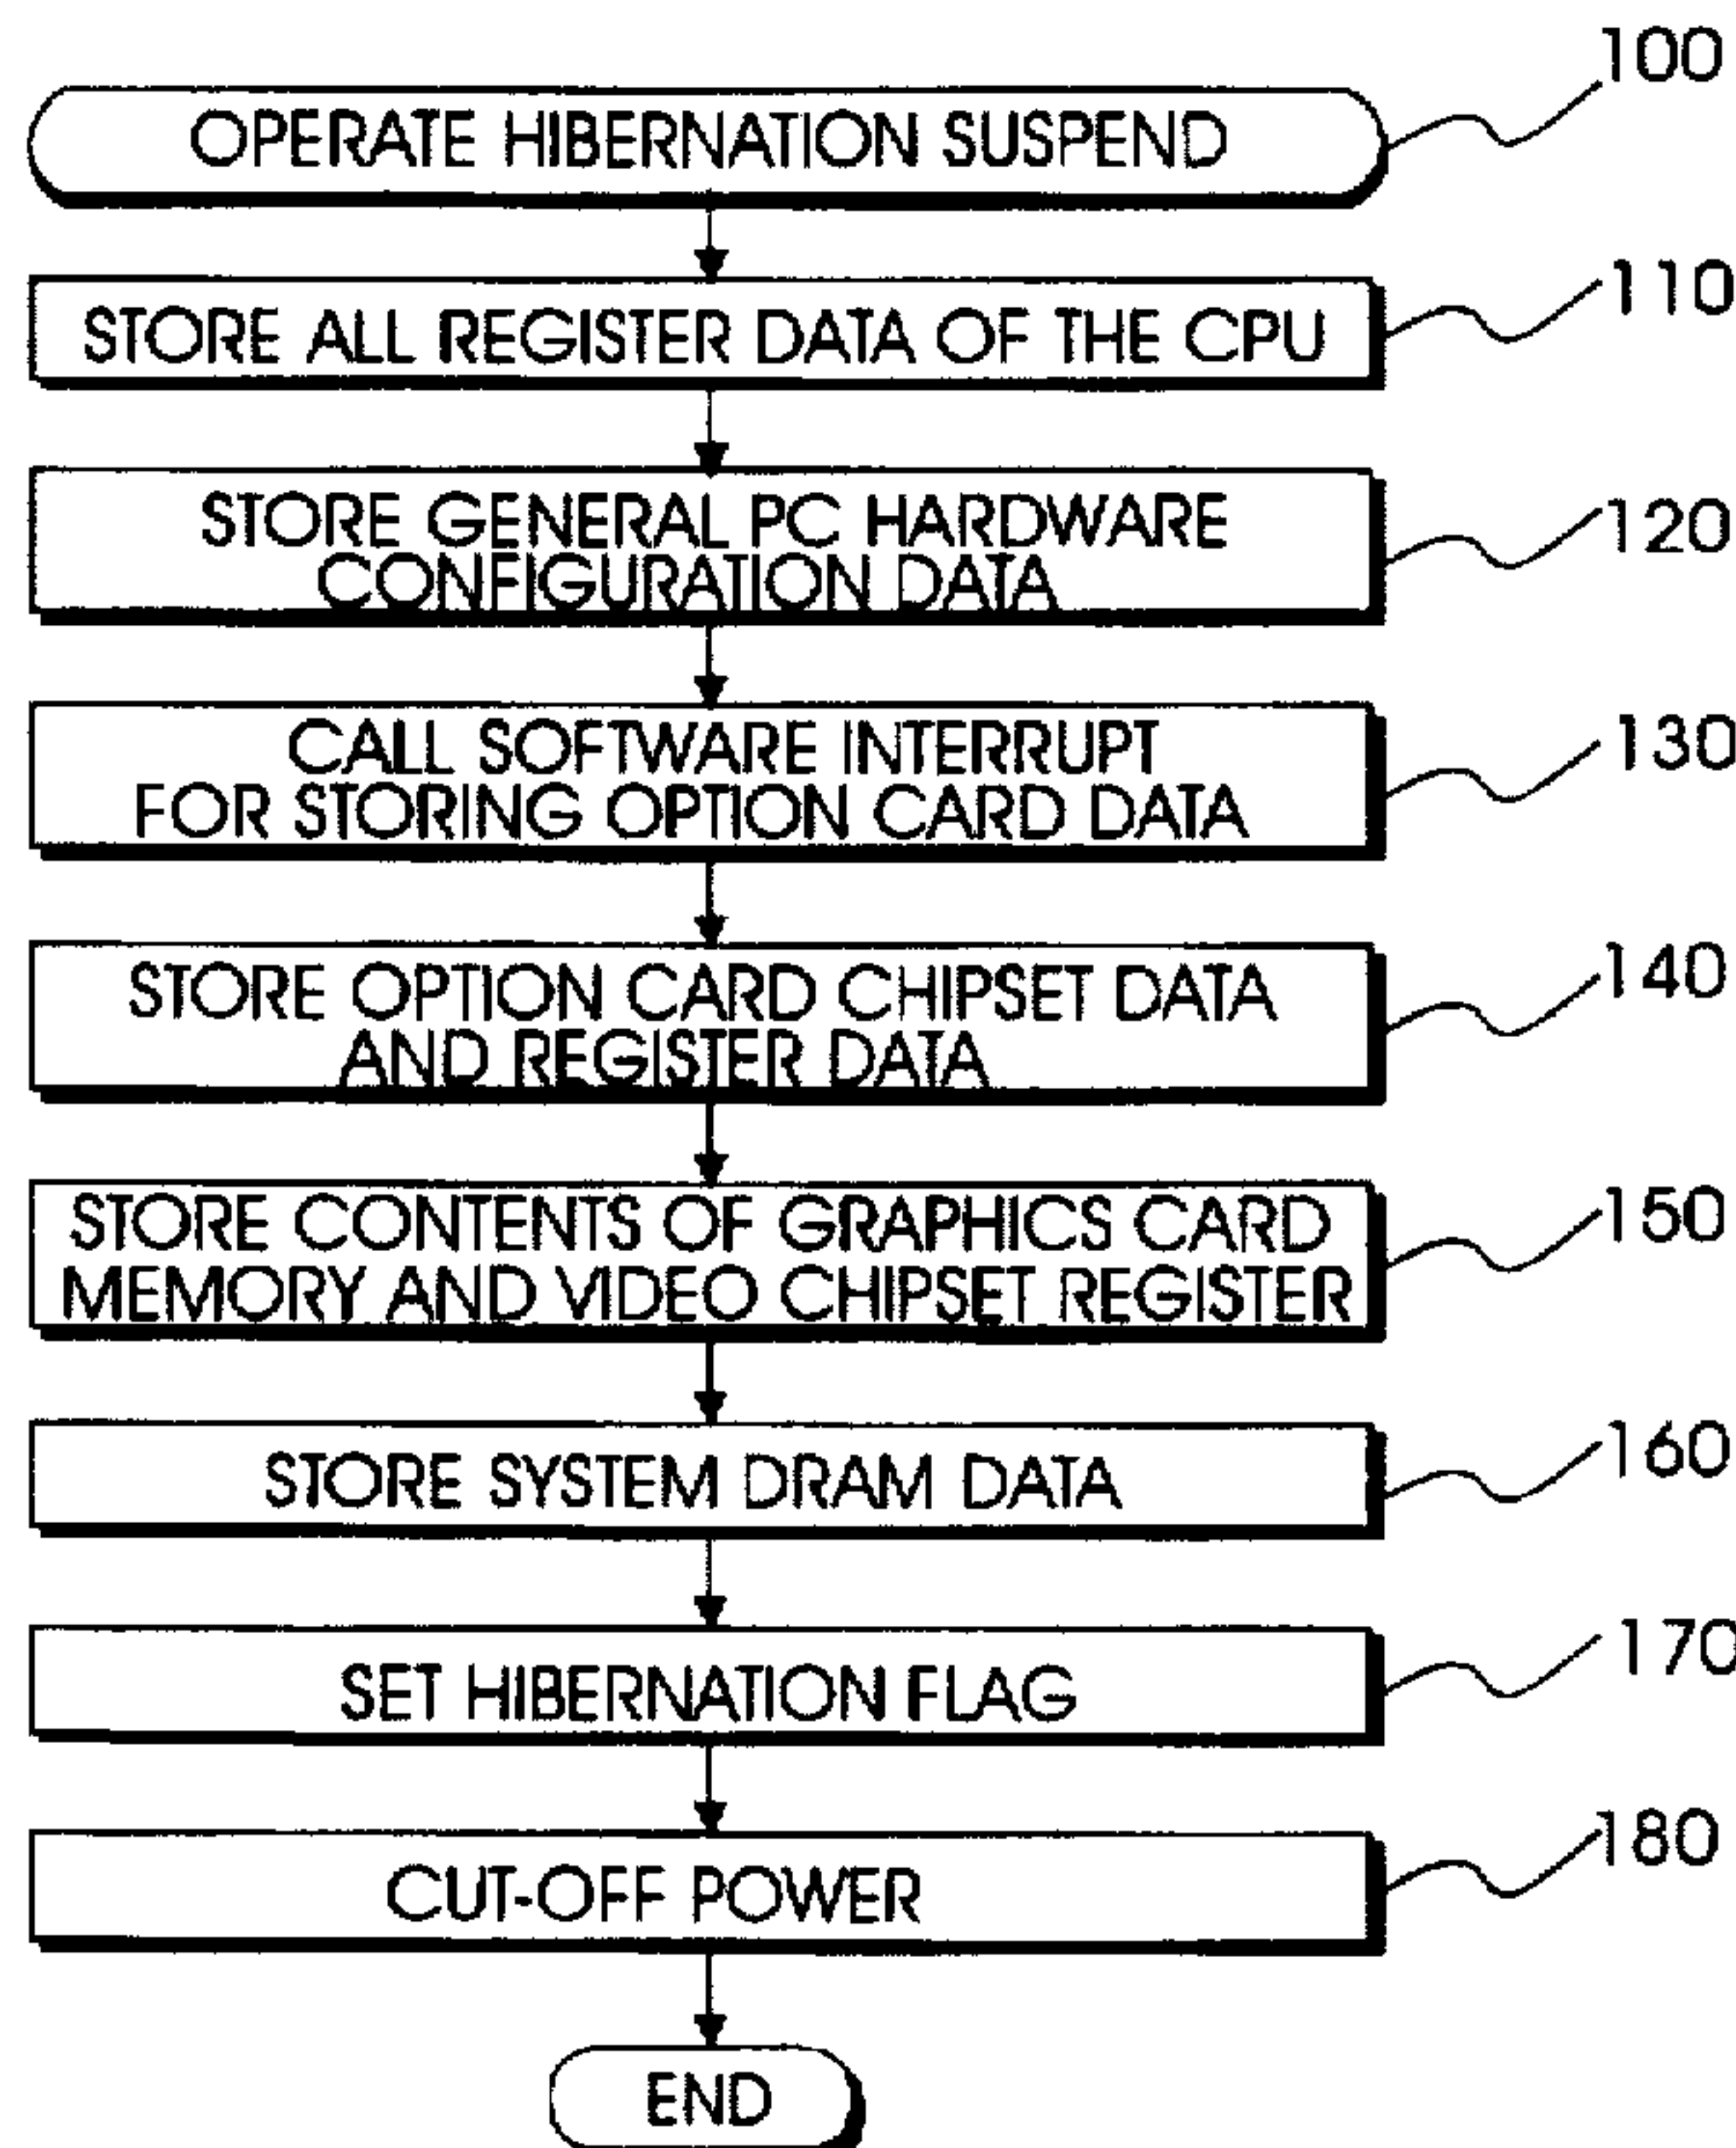 100
OPERATE HIBERNATION SUSPEND
110
STORE ALL REGISTER DATA OF THE CPU
120
STORE GENERAL PC HARDWARE
CONFIGURATION DATA
130
CALL SOFTWARE INTERRUPT
FOR STORING OPTION CARD DATA
140
STORE OPTION CARD CHIPSET DATA
AND REGISTER DATA
150
STORE CONTENTS OF GRAPHICS CARD
MEMORY AND VIDEO CHIPSET REGISTER
160
STORE SYSTEM DRAM DATA
170
SET HIBERNATION FLAG
180
CUT-OFF POWER
END